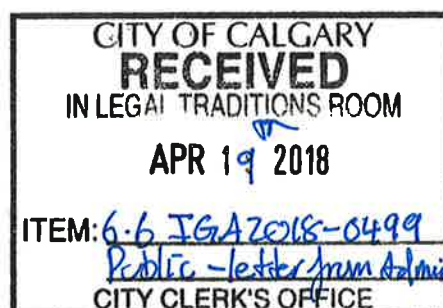 CITY OF CALGARY
RECEIVED
IN LEGAL TRADITIONS ROOM
APR 19 2018
ITEM: 6.6 IGA2018-0499
Public - letter from Admin
CITY CLERK'S OFFICE